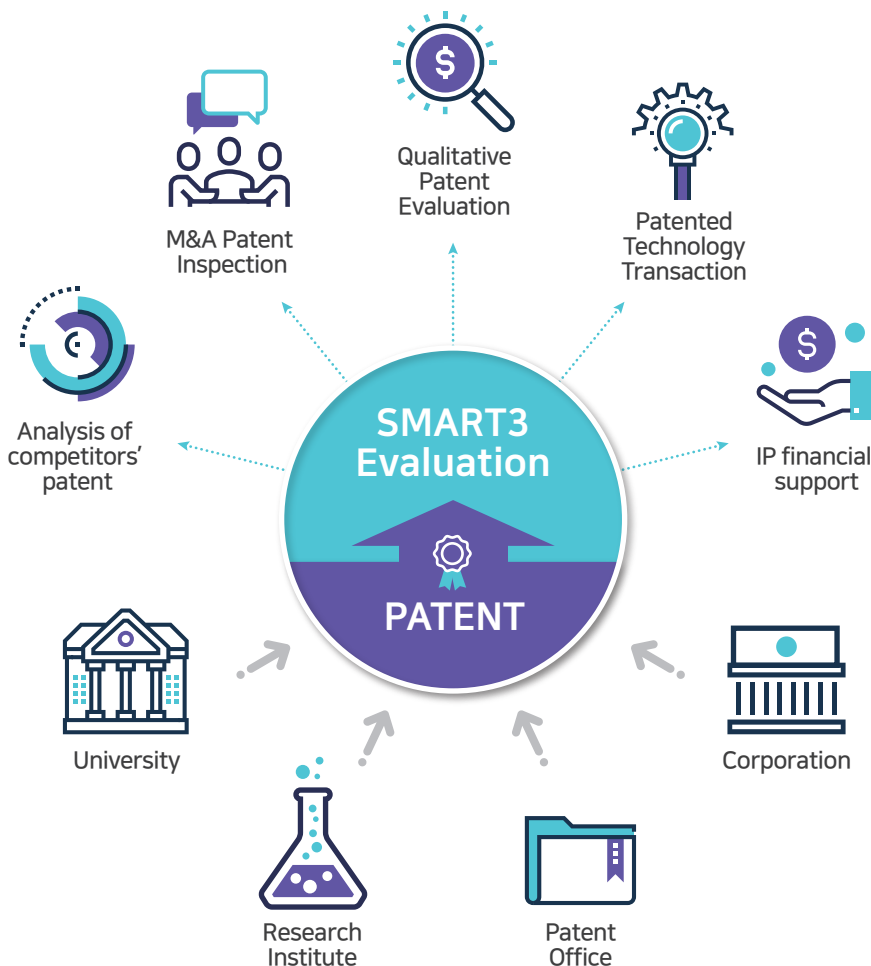 Qualitative
Patent
Evaluation
M&A Patent
Inspection
Patented
Technology
Transaction
Analysis of
competitors'
patent
SMART3
Evaluation
IP financial
support
PATENT
University
Corporation
Research
Institute
Patent
Office